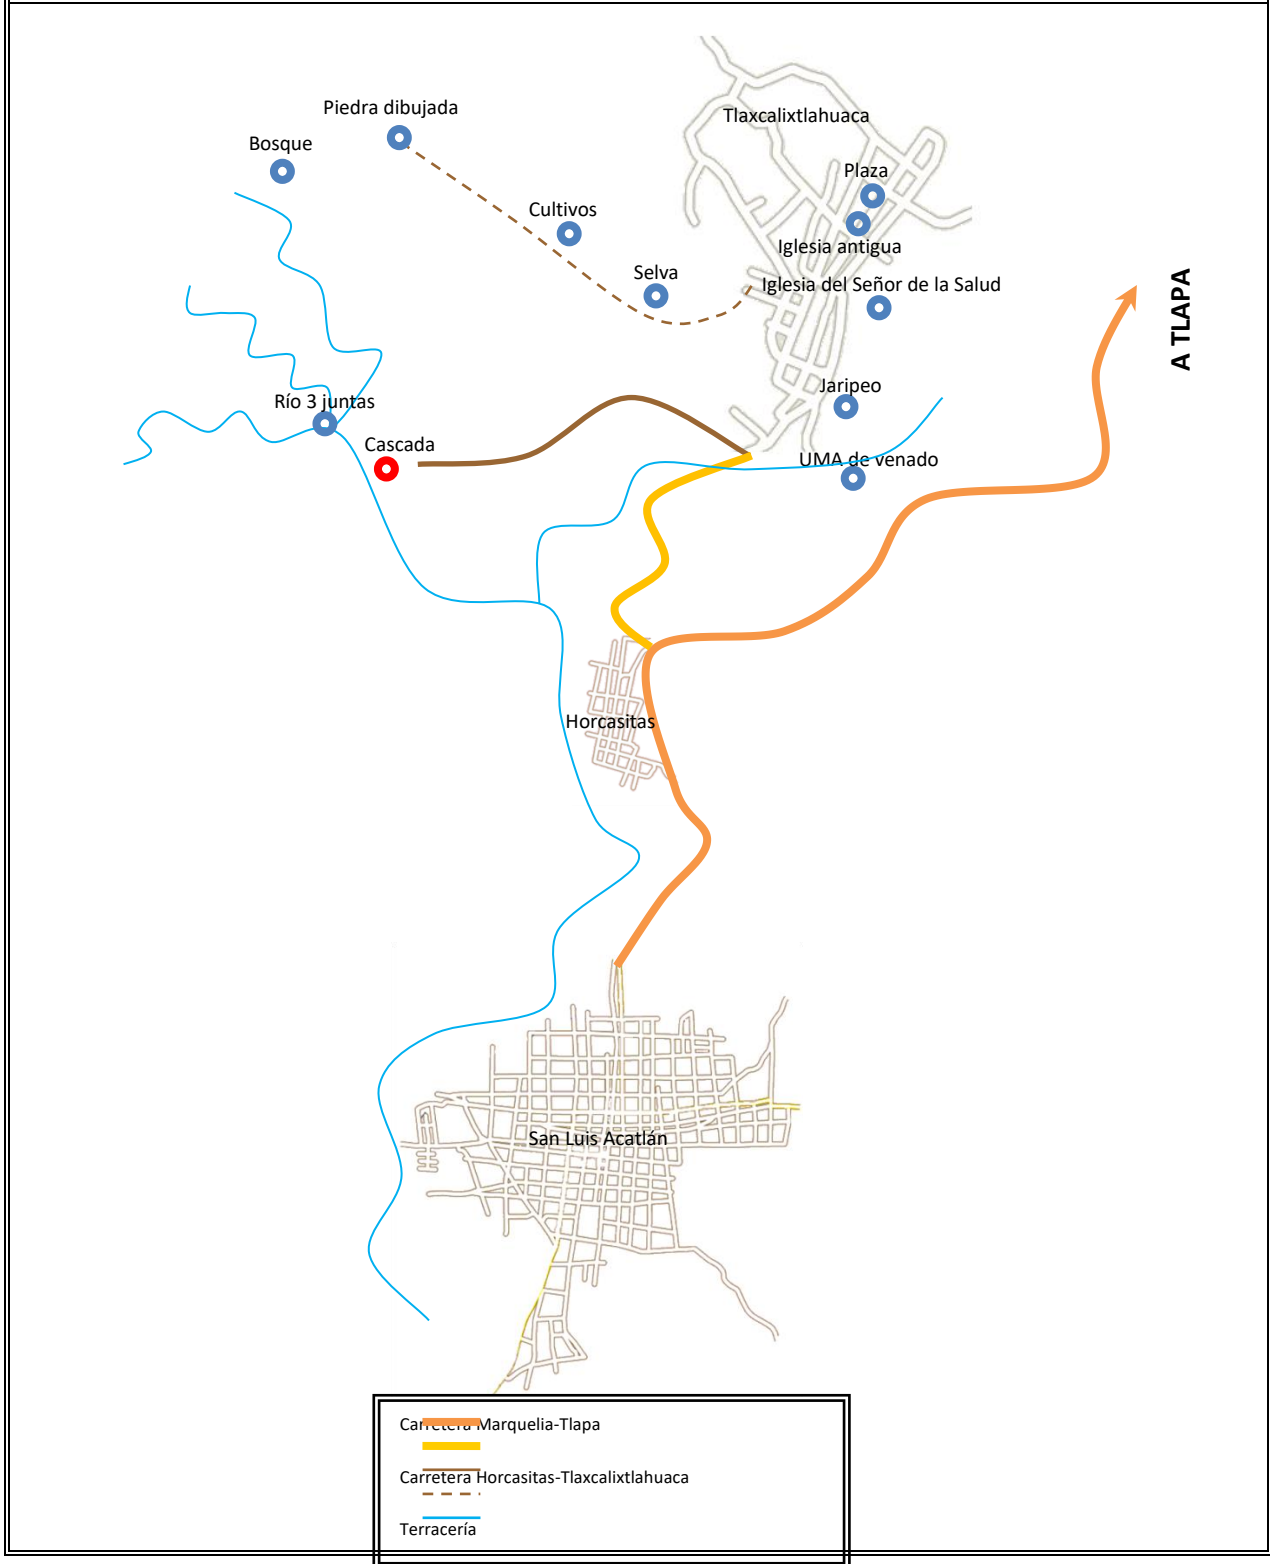 Piedra dibujada
Tlaxcalixtlahuaca
Bosque
Plaza
Cultivos
Iglesia antigua
Selva
Iglesia del Señor de la Salud
A TLAPA
Jaripeo
Río 3 juntas
Cascada
UMA de venado
Horcasitas
San Luis Acatlán
Carretera Marquelia-Tlapa
Carretera Horcasitas-Tlaxcalixtlahuaca
Terracería